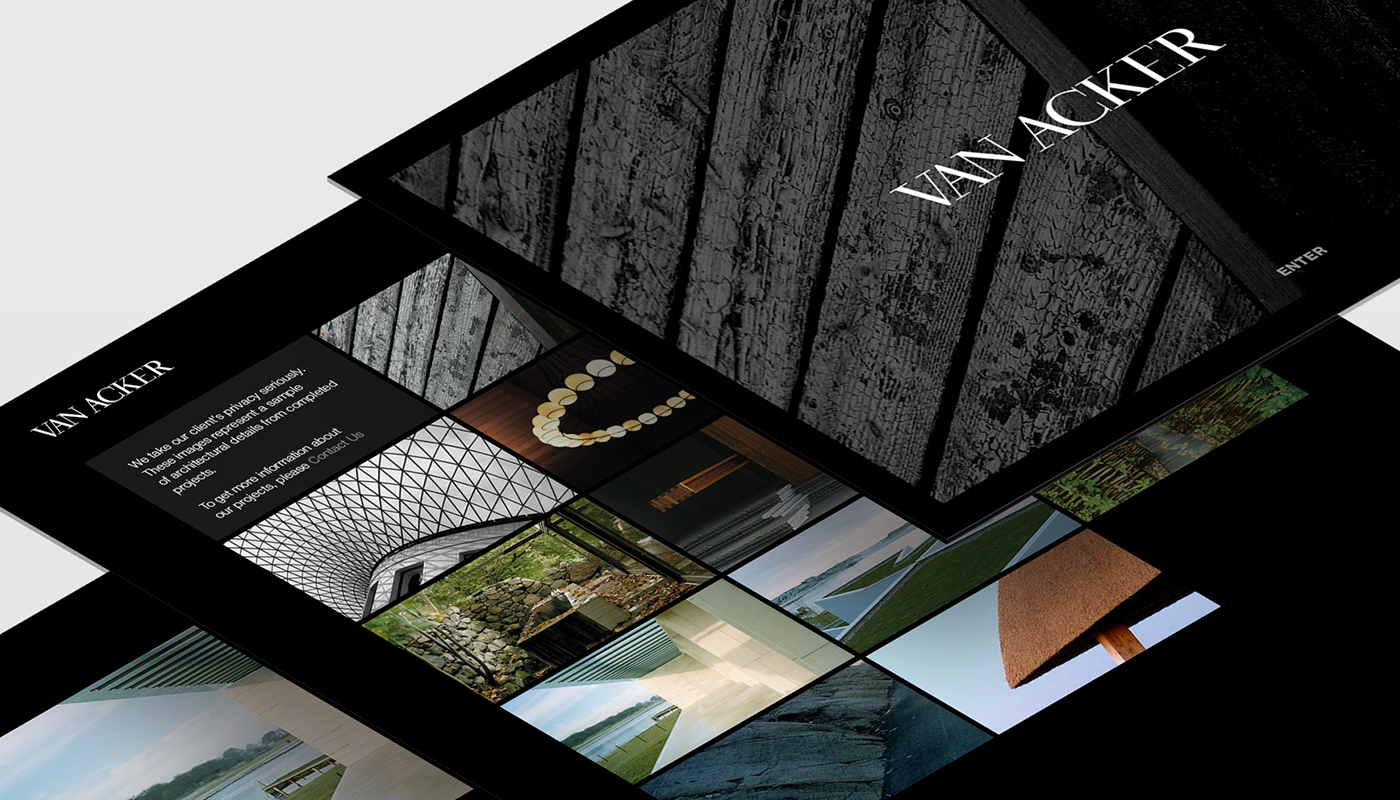 VAN ACKER
ENTER
VAN ACKER
We take our client's privacy seriously.
These images represent a sample
of architectural details from completed
projects.
To get more information about
our projects, please Contact Us